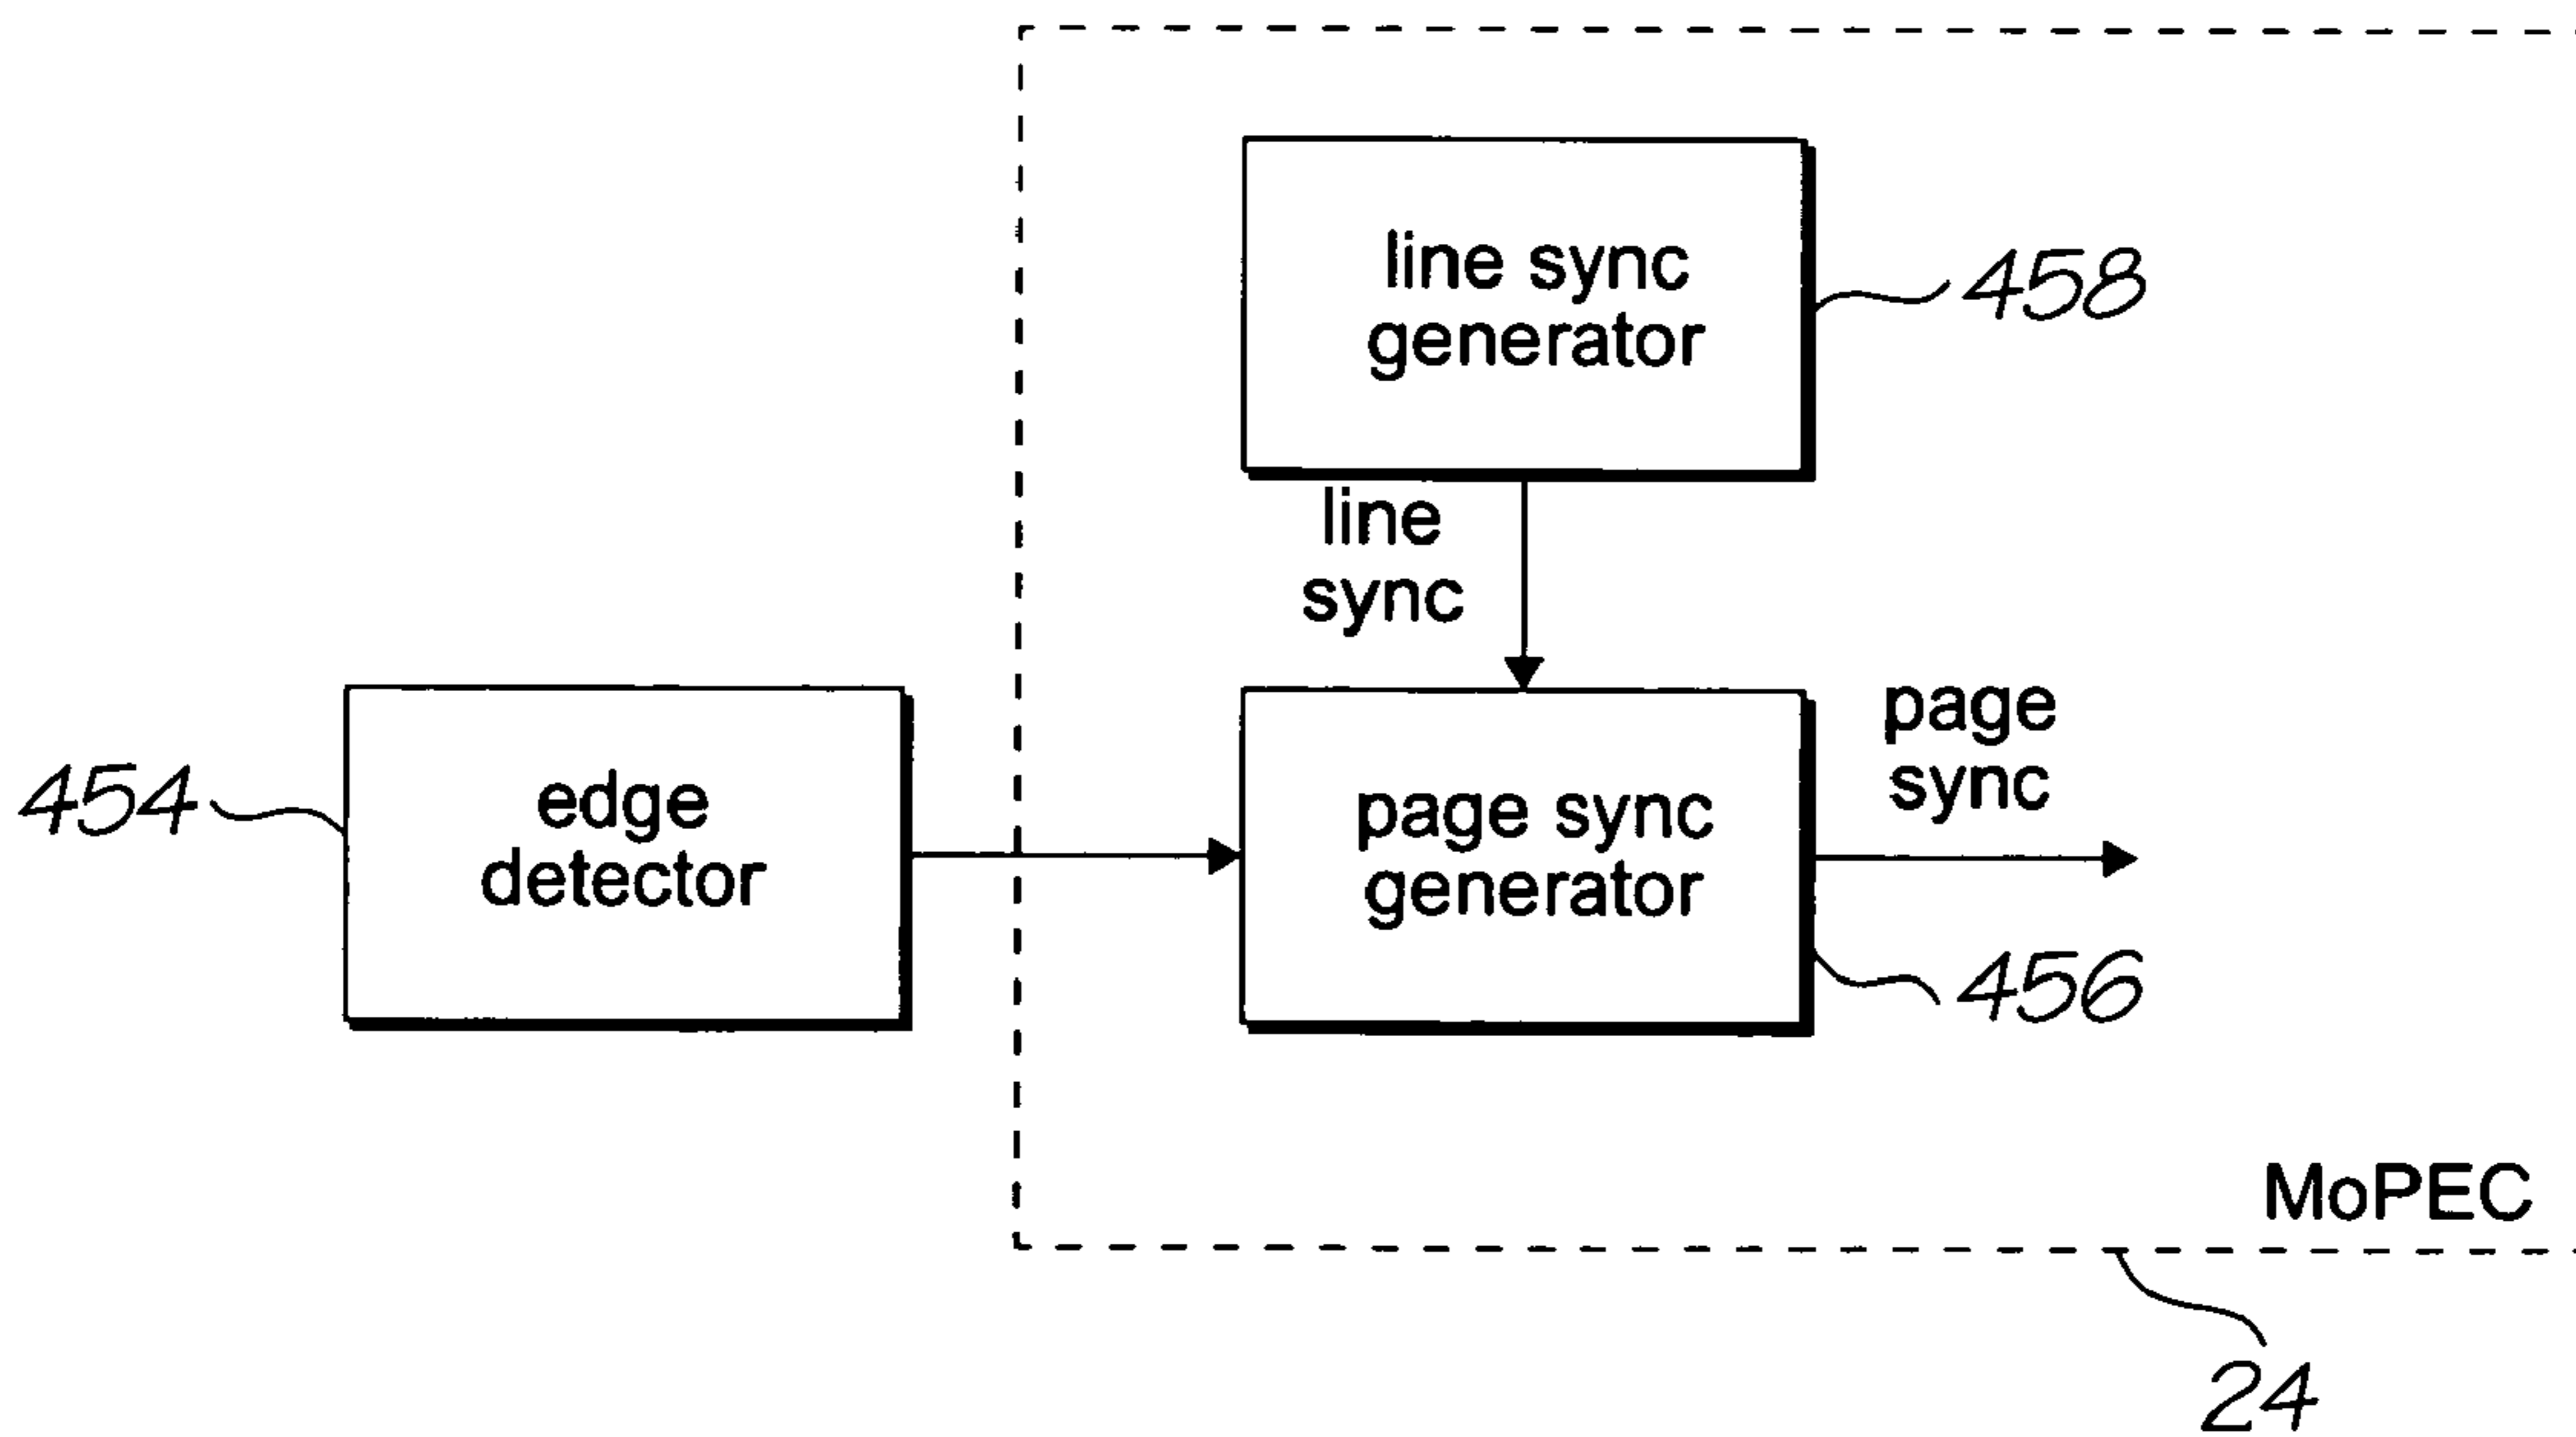 line sync
generator
458
line
sync
454
edge
detector
page sync
generator
page
sync
456
MoPEC
24